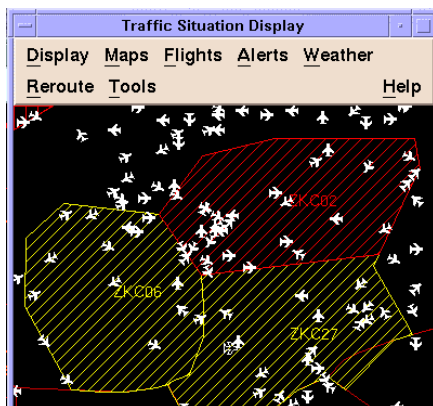 Traffic Situation Display
Display Maps Flights Alerts Weather
Reroute Tools Help
ZKC02
ZKC06
ZKC27